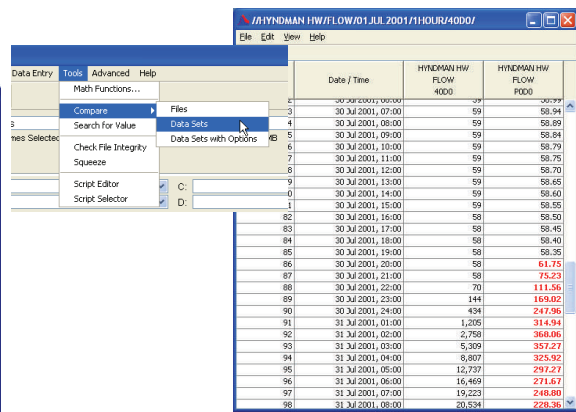 //HYNDMAN HW/FLOW/01JUL2001/1HOUR/40D0/
File Edit View Help
Data Entry Tools Advanced Help
Math Functions...
Compare
Search for Value
Check File Integrity
Squeeze
Script Editor
Script Selector
Files
Data Sets
Data Sets with Options
s
mes Selected
MB
C:
D:
Date / Time
HYNDMAN HW
FLOW
40D0
HYNDMAN HW
FLOW
P0D0
2 30 Jul 2001, 06:00 59 58.99
3 30 Jul 2001, 07:00 59 58.94
4 30 Jul 2001, 08:00 59 58.89
5 30 Jul 2001, 09:00 59 58.84
6 30 Jul 2001, 10:00 59 58.79
7 30 Jul 2001, 11:00 59 58.75
8 30 Jul 2001, 12:00 59 58.70
9 30 Jul 2001, 13:00 59 58.65
0 30 Jul 2001, 14:00 59 58.60
1 30 Jul 2001, 15:00 59 58.55
82 30 Jul 2001, 16:00 58 58.50
83 30 Jul 2001, 17:00 58 58.45
84 30 Jul 2001, 18:00 58 58.40
85 30 Jul 2001, 19:00 58 58.35
86 30 Jul 2001, 20:00 58 61.75
87 30 Jul 2001, 21:00 58 75.23
88 30 Jul 2001, 22:00 70 111.56
89 30 Jul 2001, 23:00 144 169.02
90 30 Jul 2001, 24:00 434 247.96
91 31 Jul 2001, 01:00 1,205 314.94
92 31 Jul 2001, 02:00 2,758 368.06
93 31 Jul 2001, 03:00 5,309 357.27
94 31 Jul 2001, 04:00 8,807 325.92
95 31 Jul 2001, 05:00 12,737 297.27
96 31 Jul 2001, 06:00 16,469 271.67
97 31 Jul 2001, 07:00 19,223 248.80
98 31 Jul 2001, 08:00 20,534 228.36